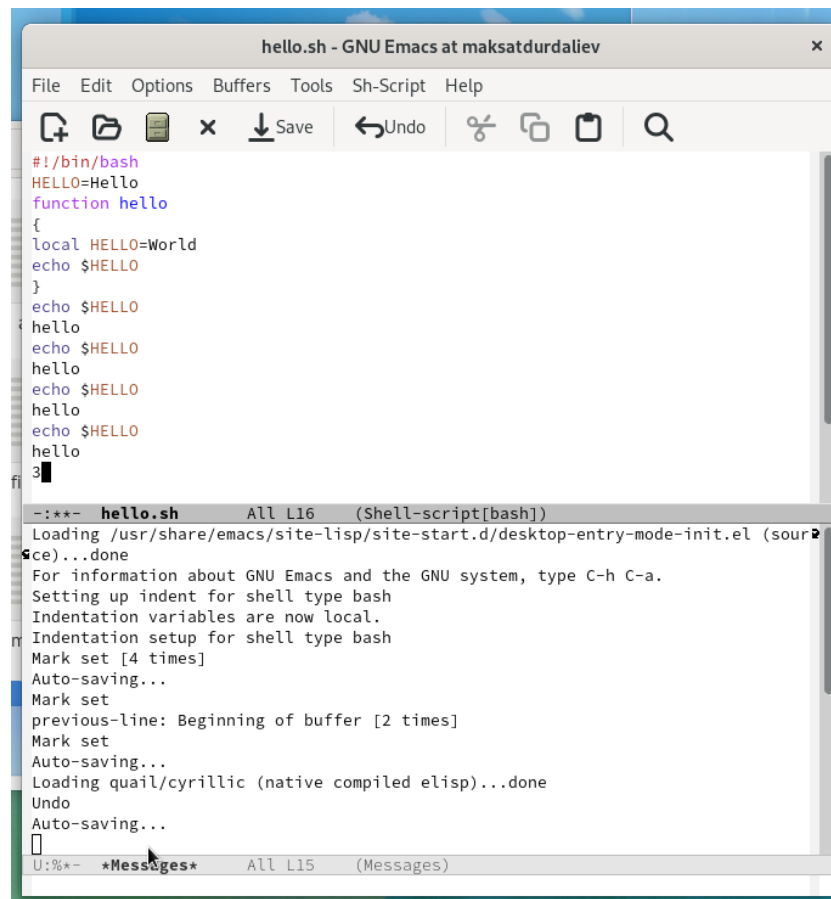 hello.sh - GNU Emacs at maksatdurdaliev ×
File Edit Options Buffers Tools Sh-Script Help
Save Undo
#!/bin/bash
HELLO=Hello
function hello
{
local HELLO=World
echo $HELLO
}
echo $HELLO
hello
echo $HELLO
hello
echo $HELLO
hello
echo $HELLO
hello
3
-:**- hello.sh All L16 (Shell-script[bash])
Loading /usr/share/emacs/site-lisp/site-start.d/desktop-entry-mode-init.el (sour
ce)...done
For information about GNU Emacs and the GNU system, type C-h C-a.
Setting up indent for shell type bash
Indentation variables are now local.
Indentation setup for shell type bash
Mark set [4 times]
Auto-saving...
Mark set
previous-line: Beginning of buffer [2 times]
Mark set
Auto-saving...
Loading quail/cyrillic (native compiled elisp)...done
Undo
Auto-saving...
U:%*- *Messages* All L15 (Messages)